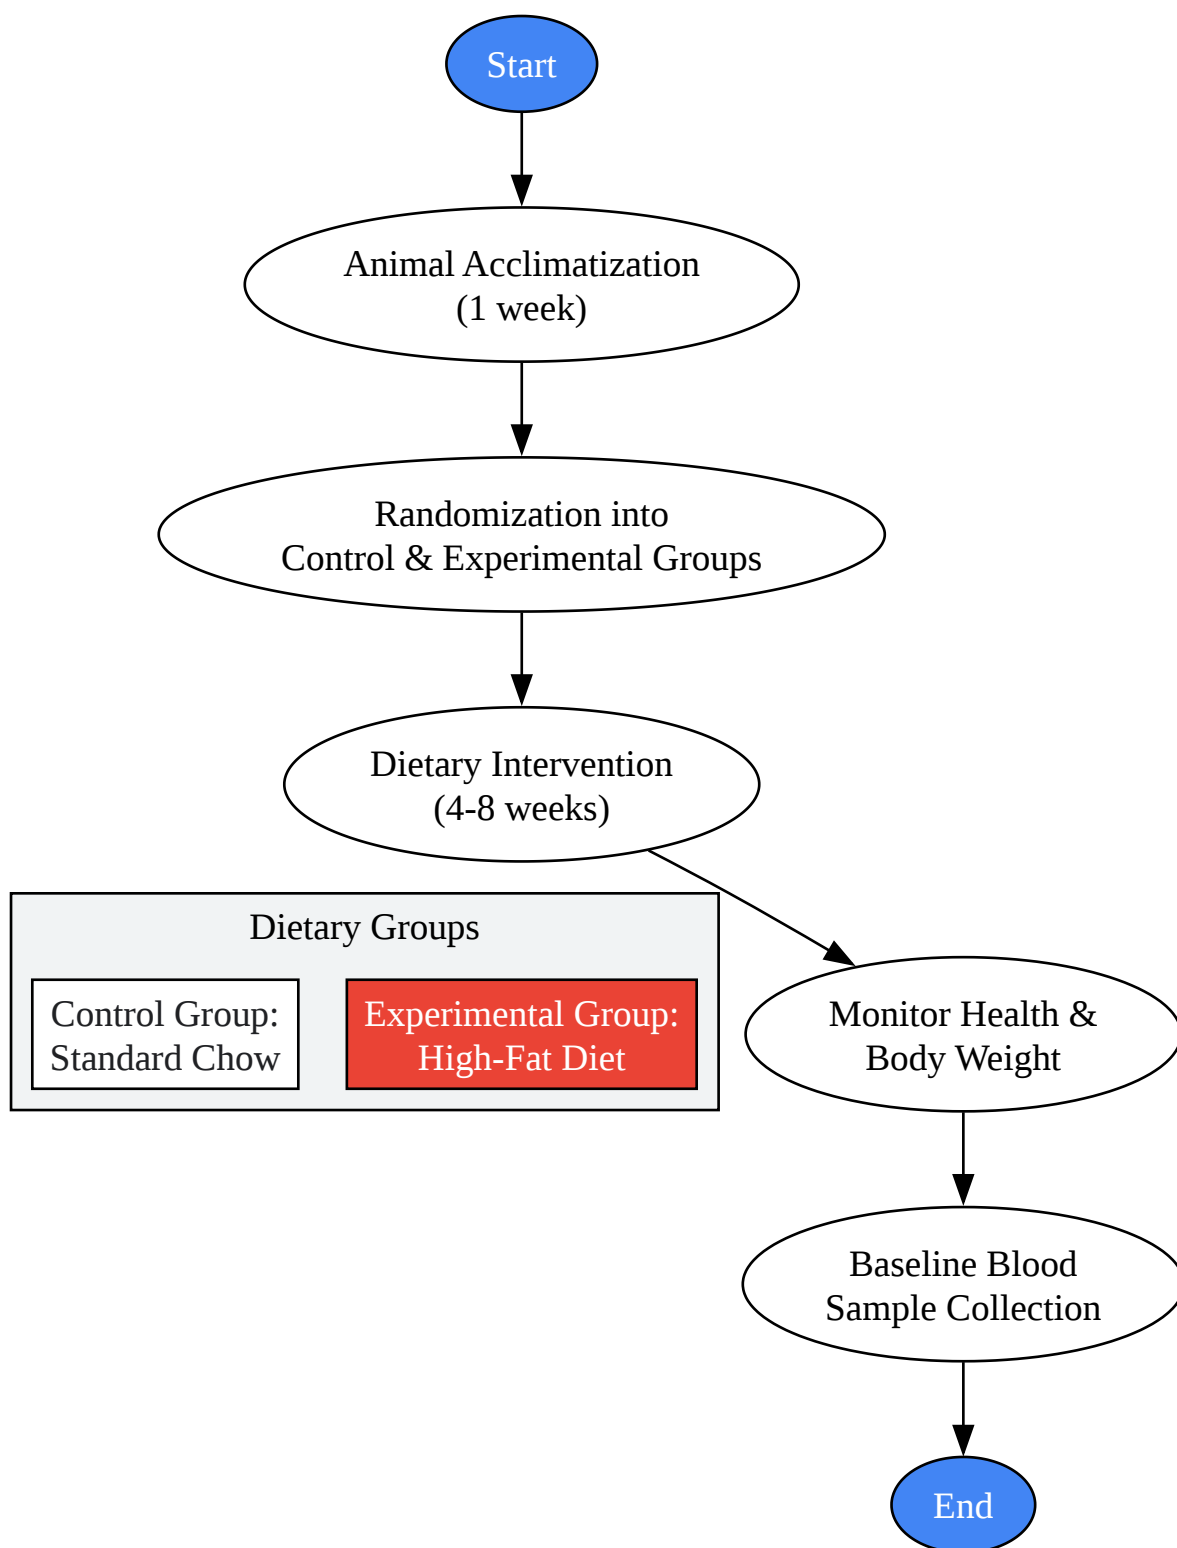 Start
Animal Acclimatization
(1 week)
Randomization into
Control & Experimental Groups
Dietary Intervention
(4-8 weeks)
Dietary Groups
Control Group:
Standard Chow
Experimental Group:
High-Fat Diet
Monitor Health &
Body Weight
Baseline Blood
Sample Collection
End